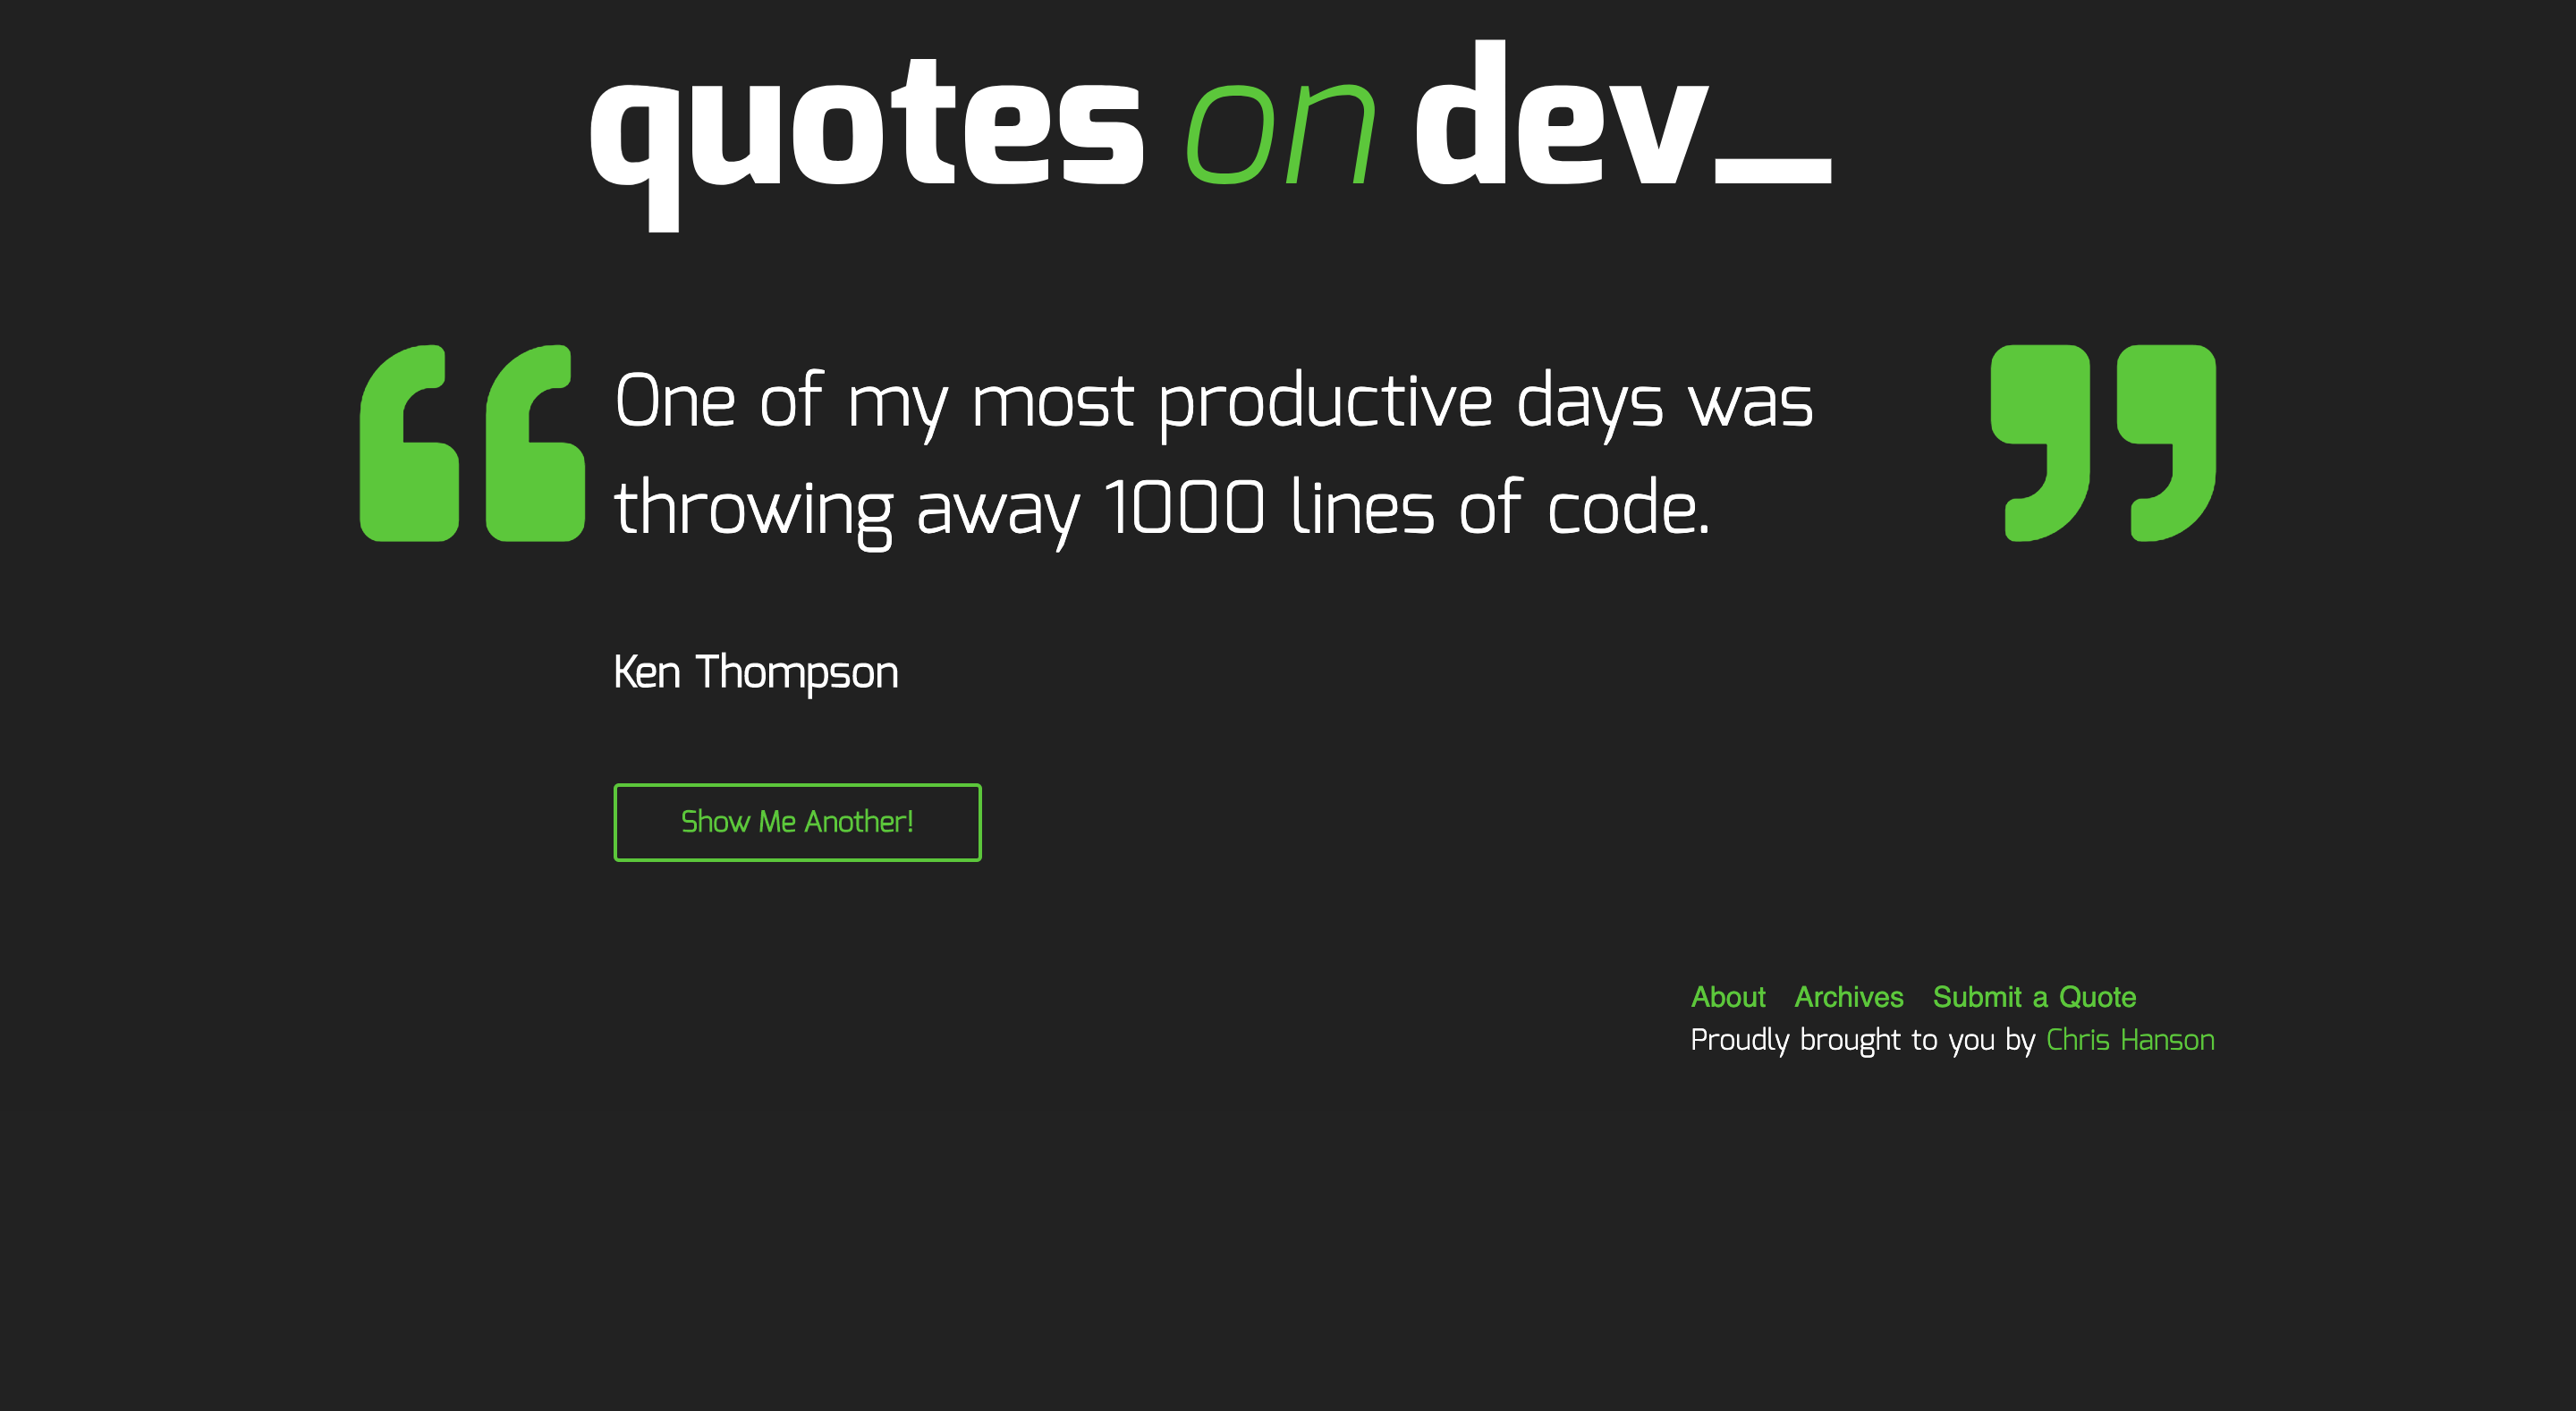 quotes on dev_
“ One of my most productive days was ”
throwing away 1000 lines of code.
Ken Thompson
Show Me Another!
About Archives Submit a Quote
Proudly brought to you by Chris Hanson